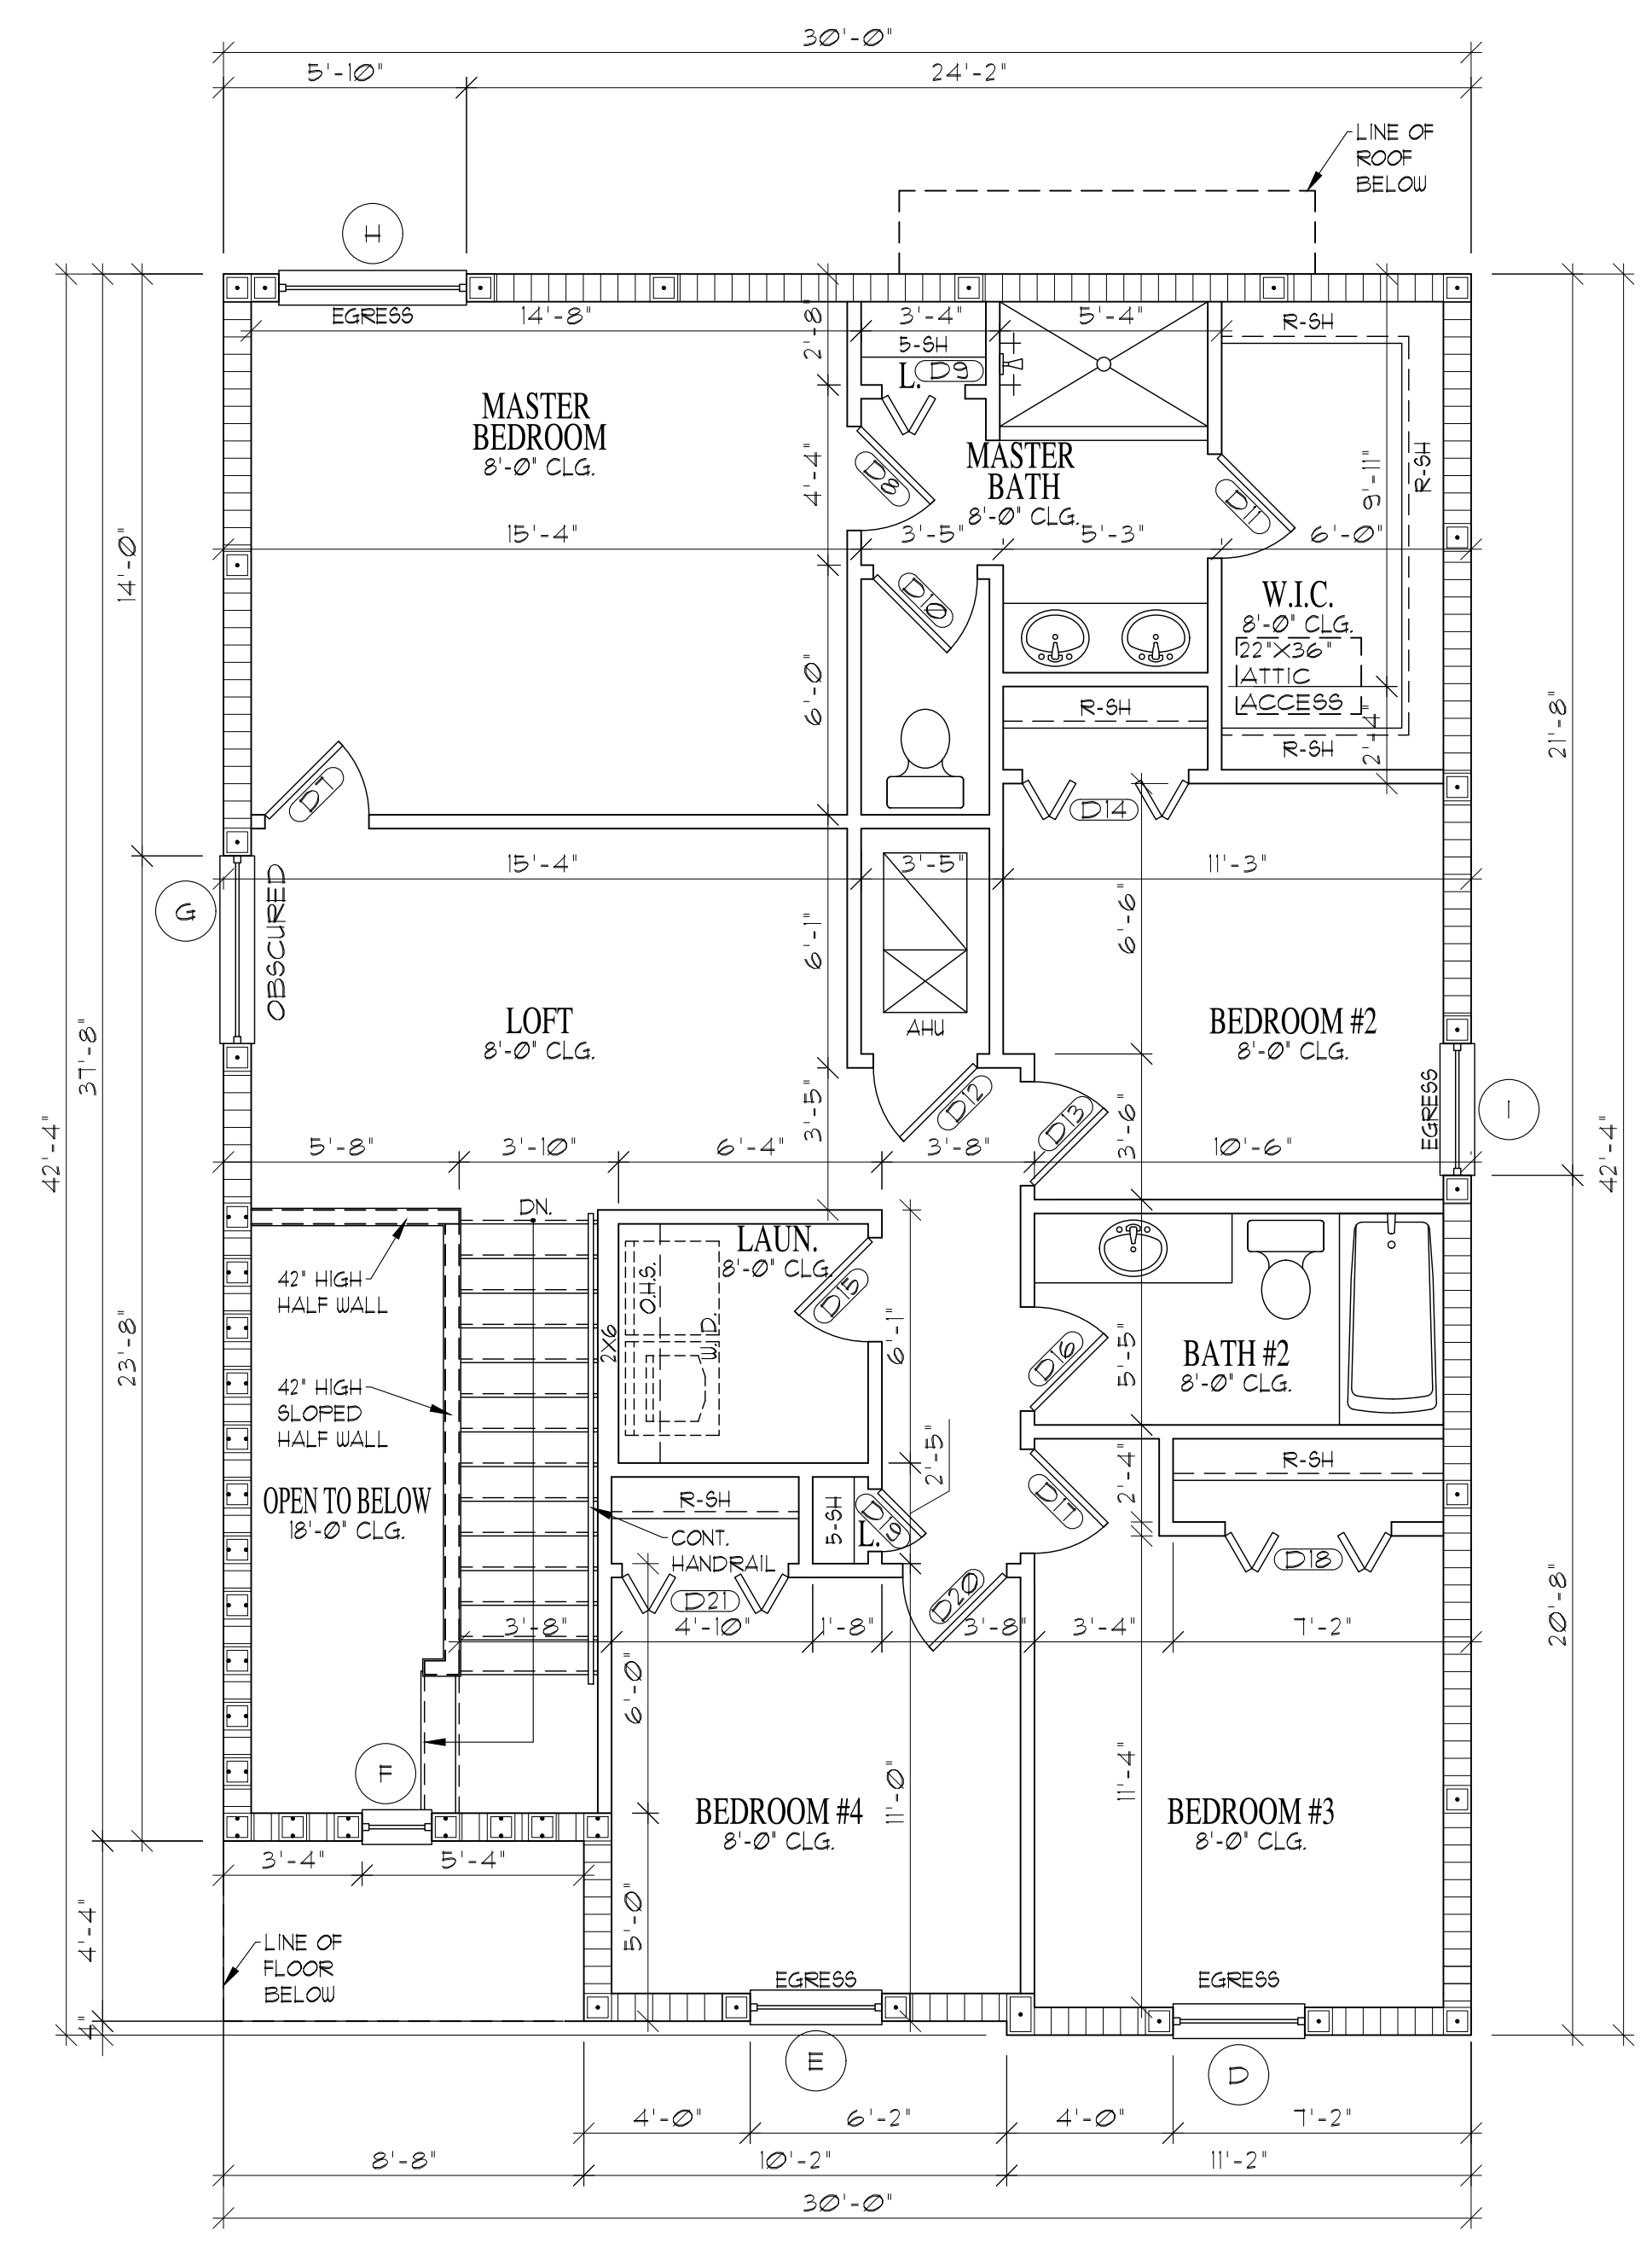 30'-0"
5'-10"
24'-2"
LINE OF
ROOF
BELOW
H
EGRESS
14'-8"
2'-8"
3'-4"
5'-4"
R-SH
5-SH
L.
D9
MASTER
BEDROOM
8'-0" CLG.
4'-4"
D8
MASTER
BATH
8'-0" CLG.
D11
9'-11"
R-SH
14'-0"
15'-4"
3'-5"
5'-3"
6'-0"
D10
W.I.C.
8'-0" CLG.
22"X36"
ATTIC
ACCESS
6'-0"
R-SH
R-SH
2'-4"
21'-8"
D7
D14
15'-4"
3'-5"
11'-3"
G
OBSCURED
6'-1"
6'-6"
LOFT
8'-0" CLG.
AHU
BEDROOM #2
8'-0" CLG.
37'-8"
42'-4"
3'-5"
D12
D13
3'-6"
EGRESS
I
42'-4"
5'-8"
3'-10"
6'-4"
3'-8"
10'-6"
DN.
42" HIGH
HALF WALL
LAUN.
8'-0" CLG.
O.H.S.
W.
D.
2X6
D15
6'-1"
D16
5'-5"
BATH #2
8'-0" CLG.
23'-8"
42" HIGH
SLOPED
HALF WALL
OPEN TO BELOW
18'-0" CLG.
2'-5"
D17
2'-4"
R-SH
R-SH
5-SH
L.
D19
CONT.
HANDRAIL
D18
D21
D20
3'-8"
4'-10"
1'-8"
3'-8"
3'-4"
7'-2"
20'-8"
6'-0"
11'-0"
11'-4"
F
BEDROOM #4
8'-0" CLG.
BEDROOM #3
8'-0" CLG.
3'-4"
5'-4"
4'-4"
5'-0"
LINE OF
FLOOR
BELOW
EGRESS
EGRESS
4"
E
D
4'-0"
6'-2"
4'-0"
7'-2"
8'-8"
10'-2"
11'-2"
30'-0"